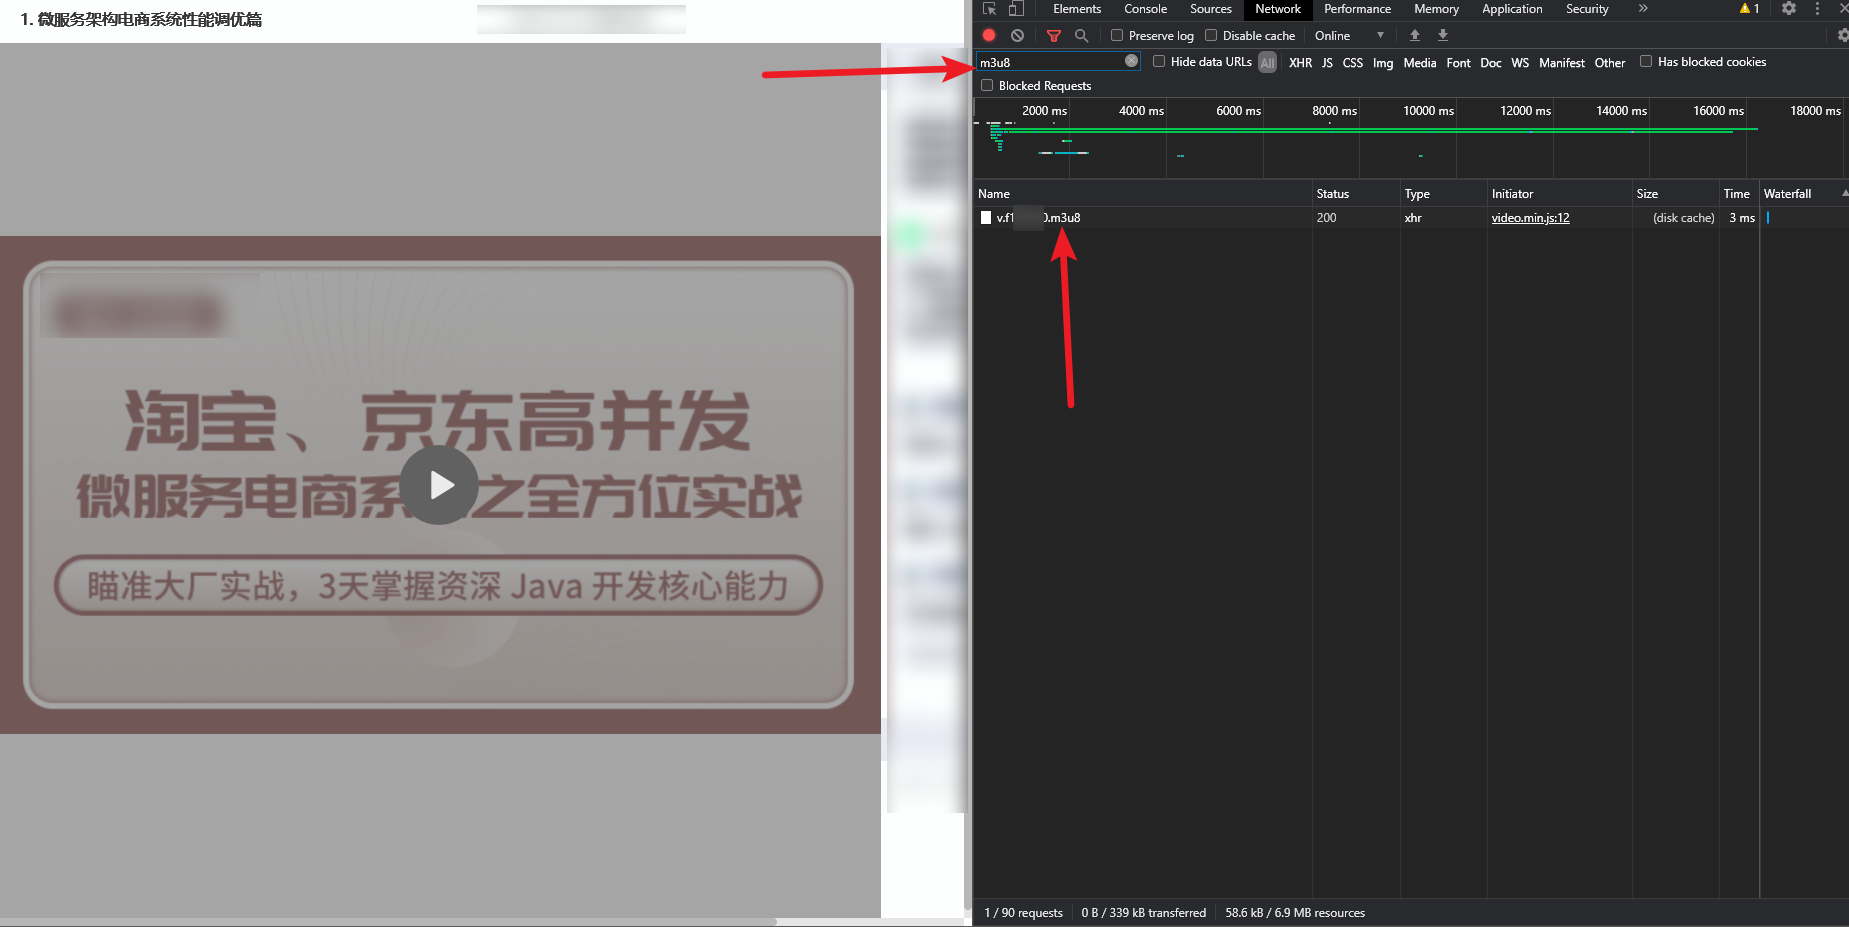 1. 微服务架构电商系统性能调优篇
淘宝、京东高并发
微服务电商系 之全方位实战
瞄准大厂实战，3天掌握资深 Java 开发核心能力
Elements Console Sources Network Performance Memory Application Security » 1
Preserve log Disable cache Online
m3u8 Hide data URLs All XHR JS CSS Img Media Font Doc WS Manifest Other Has blocked cookies
Blocked Requests
2000 ms 4000 ms 6000 ms 8000 ms 10000 ms 12000 ms 14000 ms 16000 ms 18000 ms
Name Status Type Initiator Size Time Waterfall
v.f1 0.m3u8 200 xhr video.min.js:12 (disk cache) 3 ms
1 / 90 requests 0 B / 339 kB transferred 58.6 kB / 6.9 MB resources